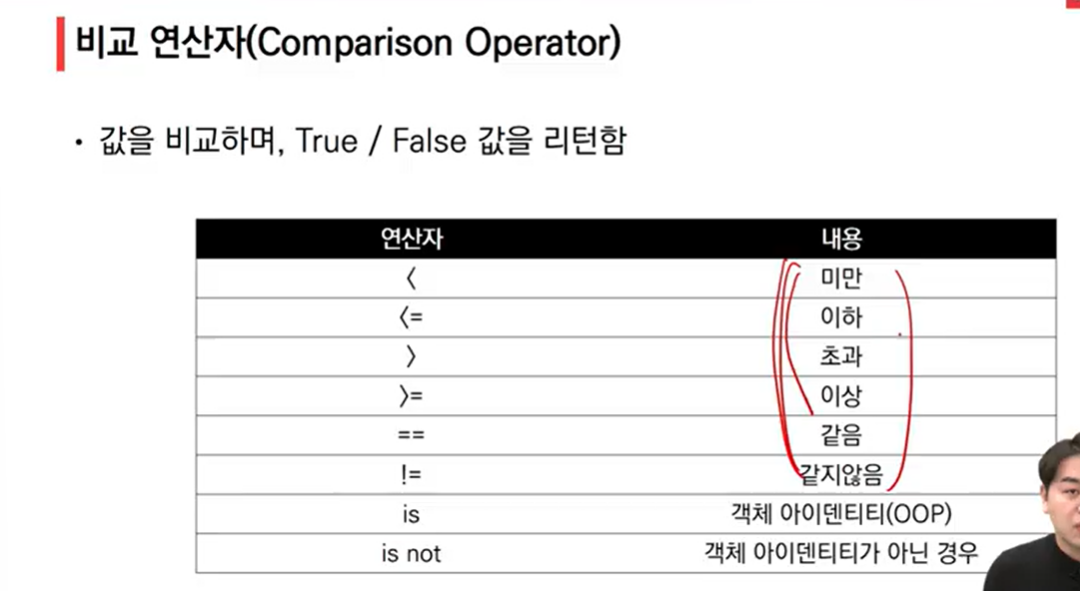 비교 연산자(Comparison Operator)
• 값을 비교하며, True / False 값을 리턴함
연산자 내용
< 미만
<= 이하
> 초과
>= 이상
== 같음
!= 같지않음
is 객체 아이덴티티(OOP)
is not 객체 아이덴티티가 아닌 경우